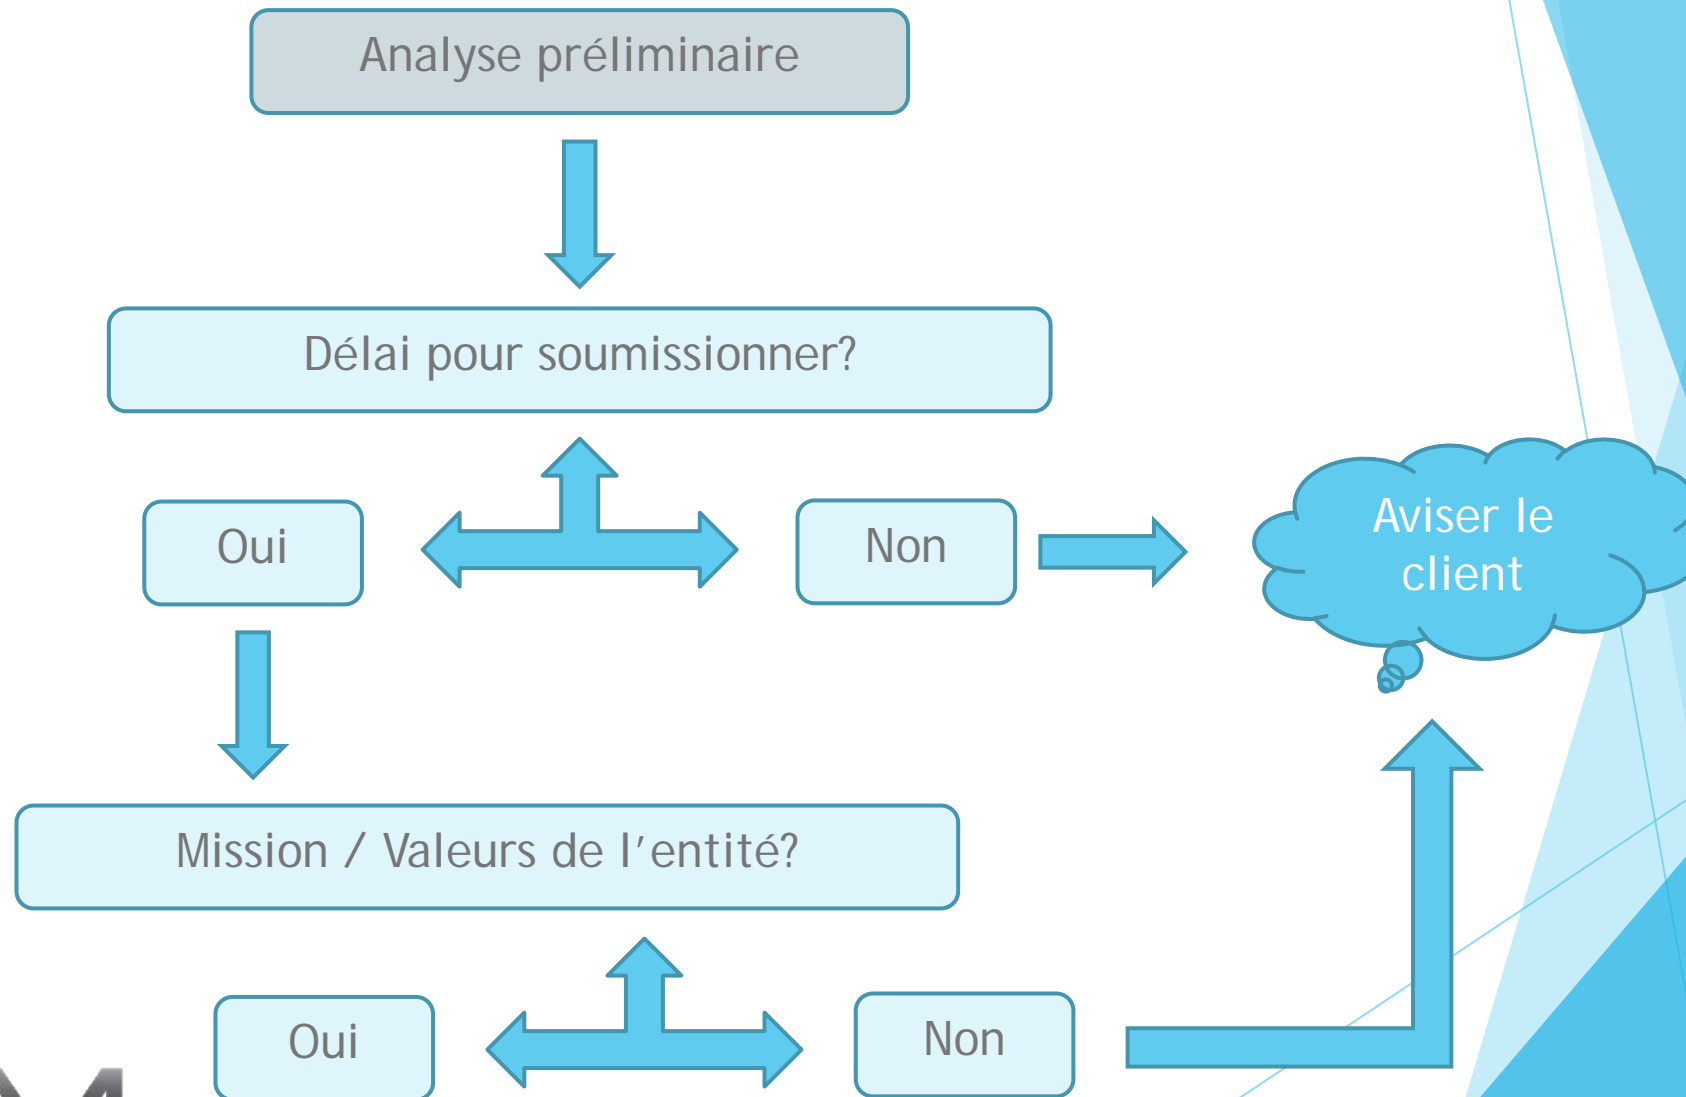 Analyse préliminaire
Délai pour soumissionner?
Oui
Non
Aviser le
client
Mission / Valeurs de l'entité?
Oui
Non